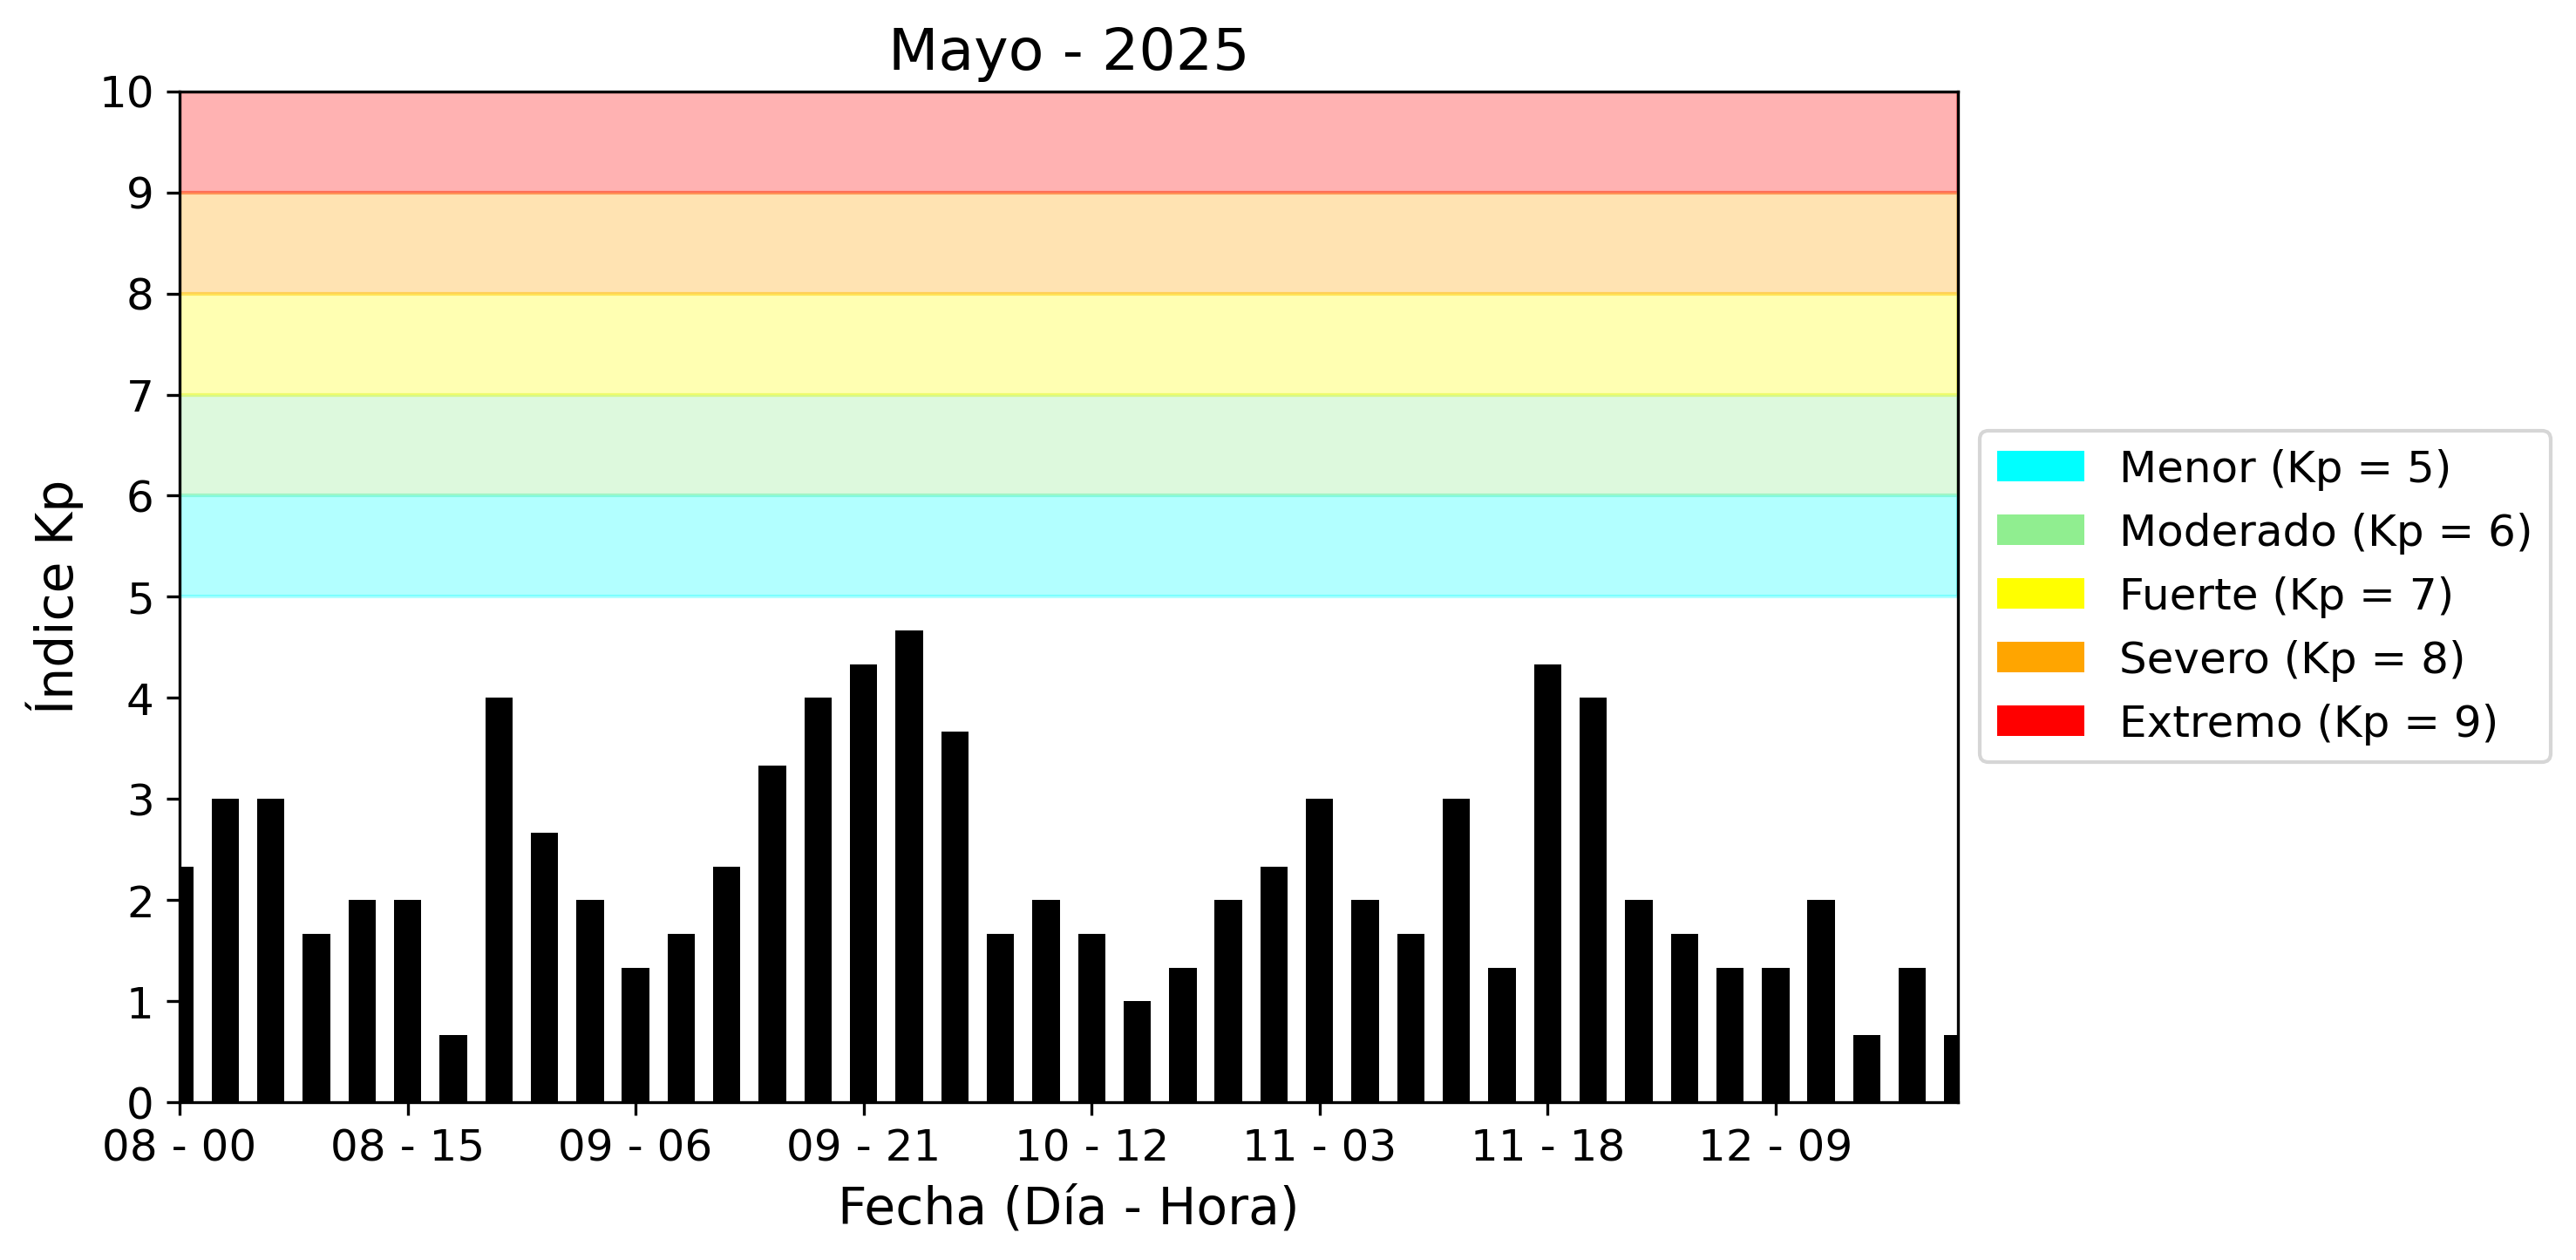 Mayo - 2025
10
9
8
7
6
5
4
3
2
1
0
Índice Kp
08 - 00
08 - 15
09 - 06
09 - 21
10 - 12
11 - 03
11 - 18
12 - 09
Fecha (Día - Hora)
Menor (Kp = 5)
Moderado (Kp = 6)
Fuerte (Kp = 7)
Severo (Kp = 8)
Extremo (Kp = 9)